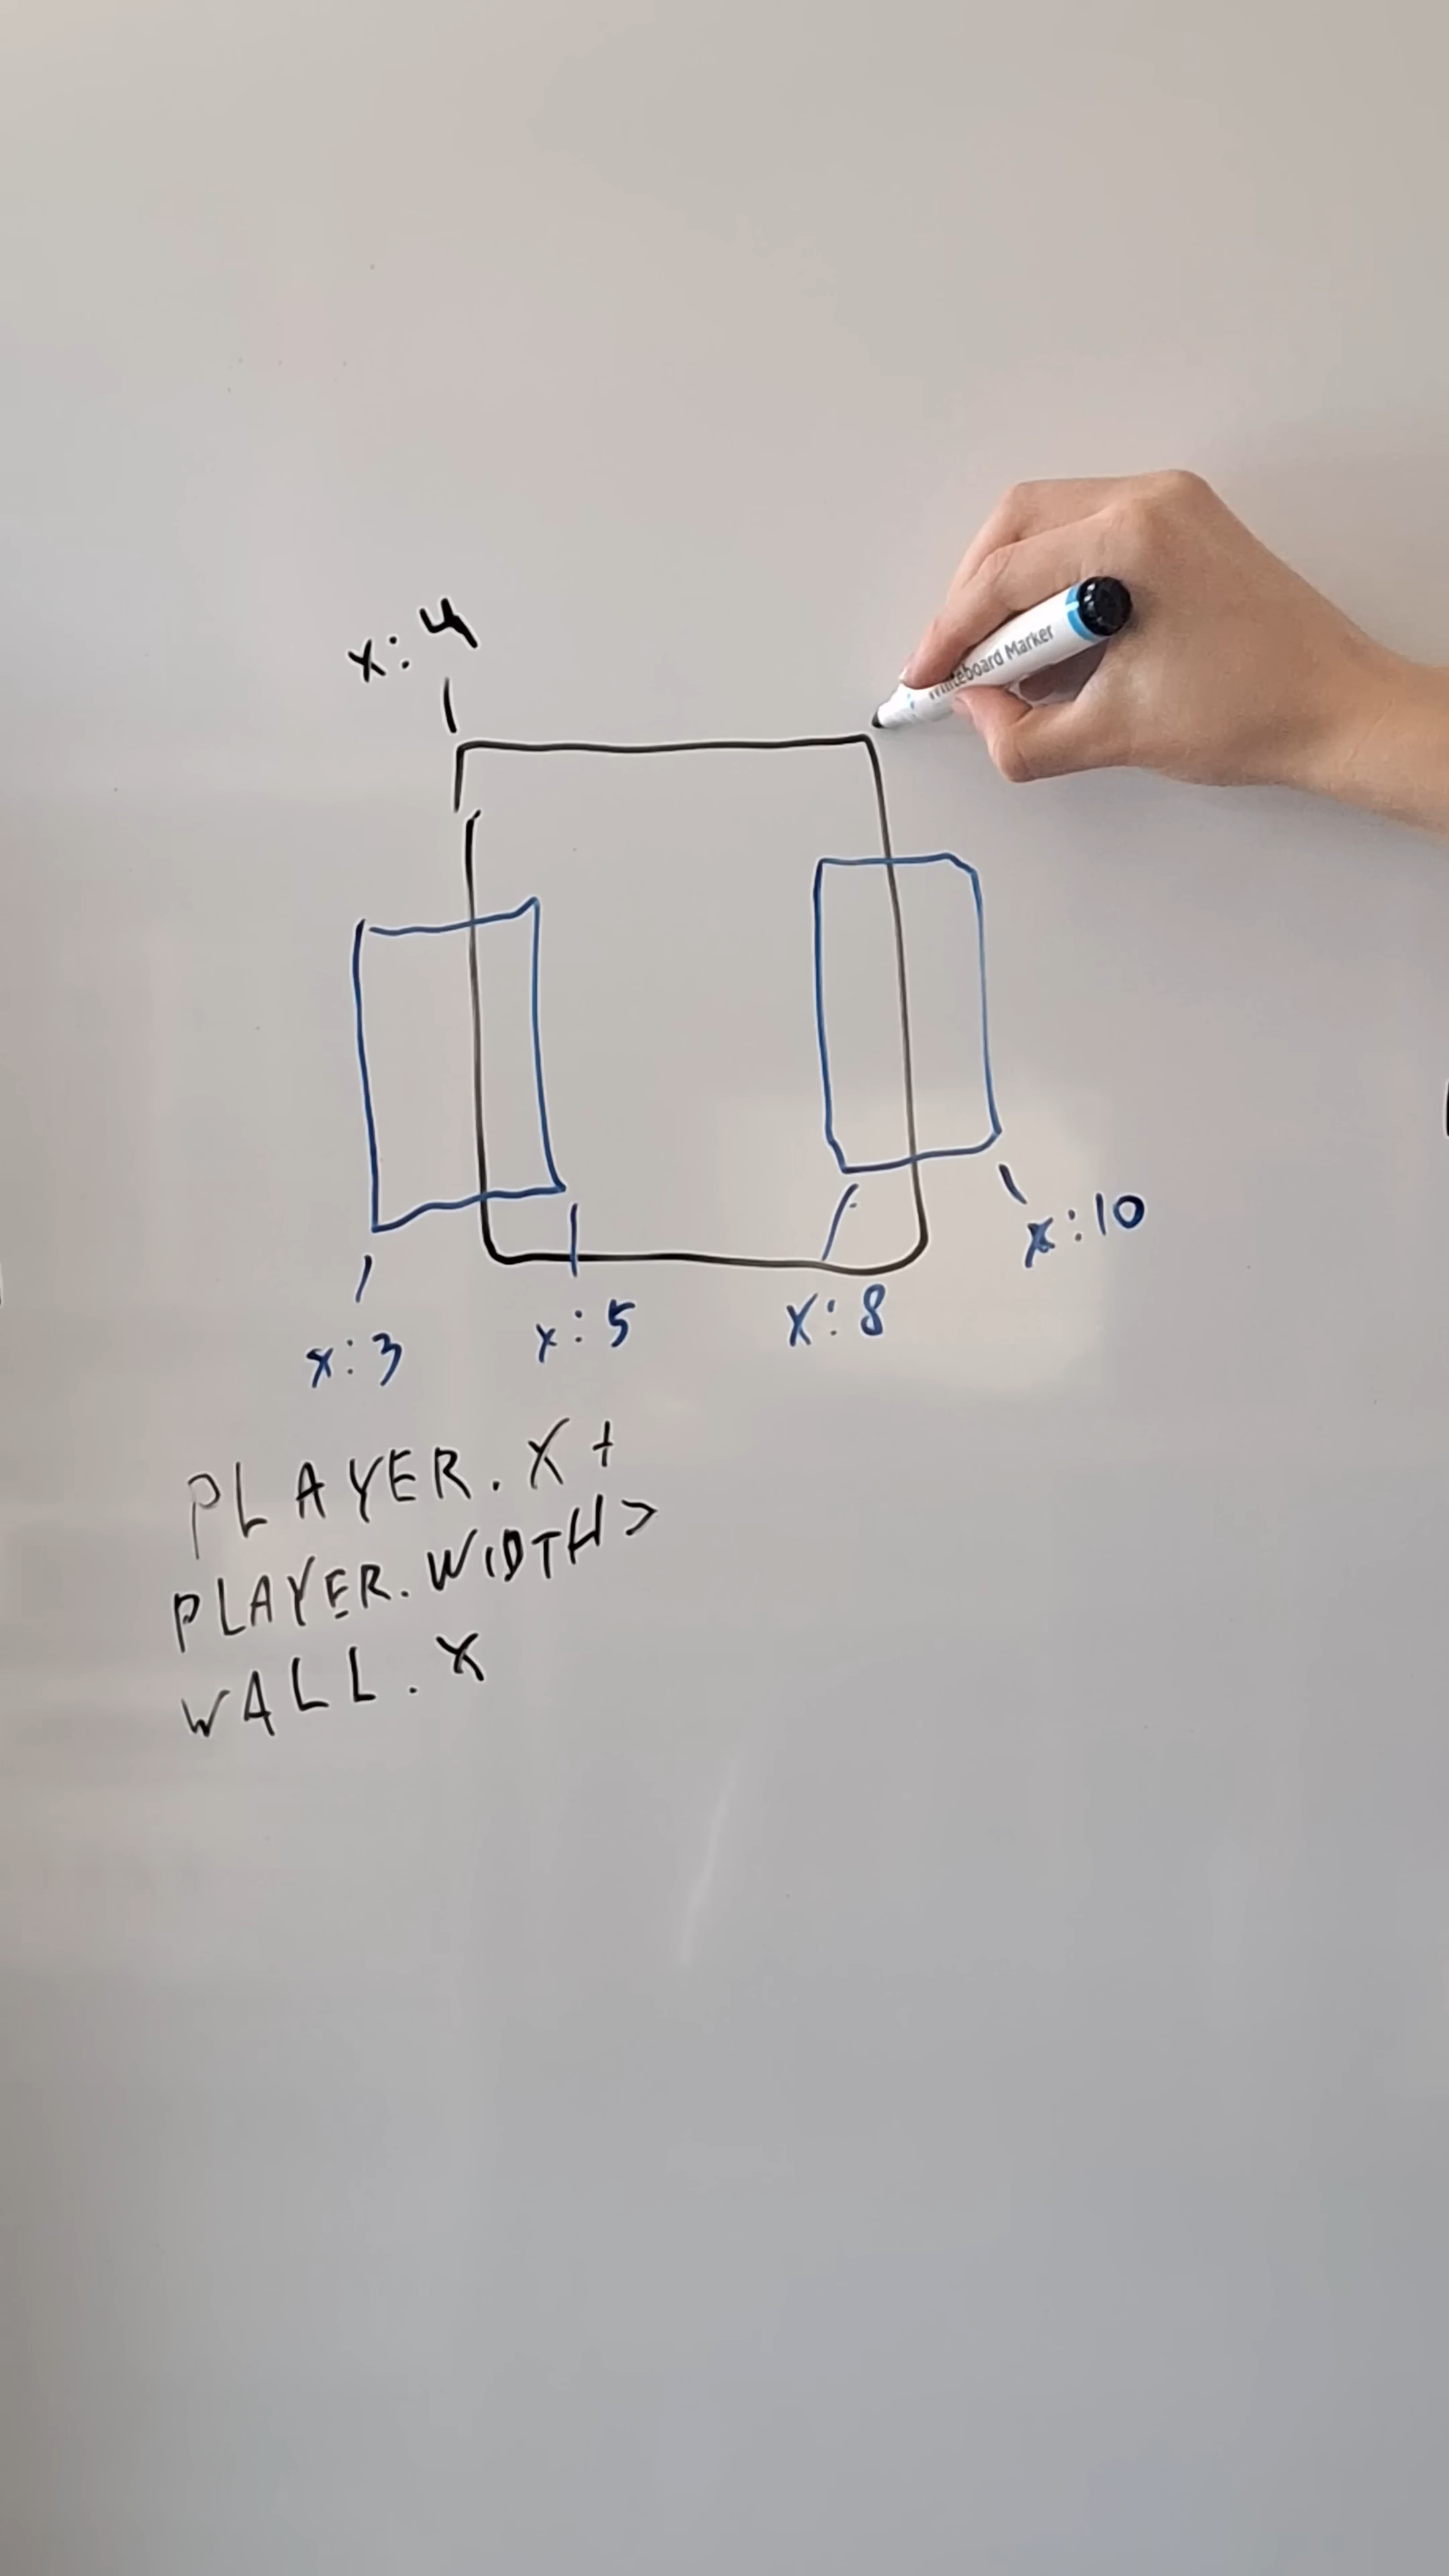 x:4
Whiteboard Marker
x:10
x:8
x:5
x:3
PLAYER.X+
PLAYER.WIDTH>
WALL.X